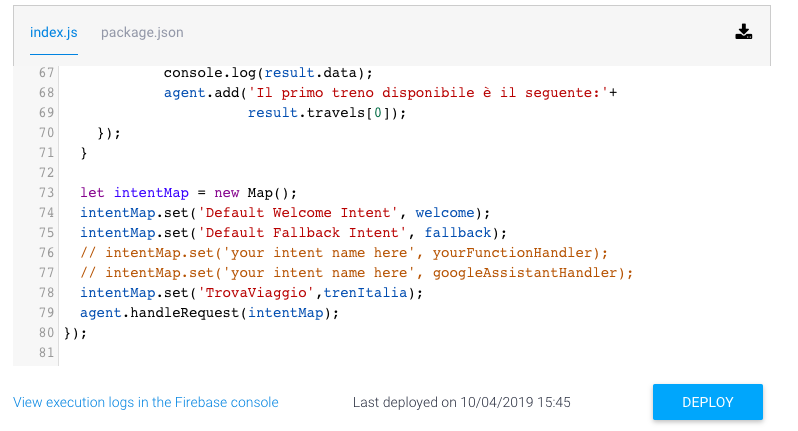 index.js package.json
67 console.log(result.data);
68 agent.add('Il primo treno disponibile è il seguente:'+
69 result.travels[0]);
70 });
71 }
72
73 let intentMap = new Map();
74 intentMap.set('Default Welcome Intent', welcome);
75 intentMap.set('Default Fallback Intent', fallback);
76 // intentMap.set('your intent name here', yourFunctionHandler);
77 // intentMap.set('your intent name here', googleAssistantHandler);
78 intentMap.set('TrovaViaggio',trenItalia);
79 agent.handleRequest(intentMap);
80 });
81
View execution logs in the Firebase console Last deployed on 10/04/2019 15:45 DEPLOY